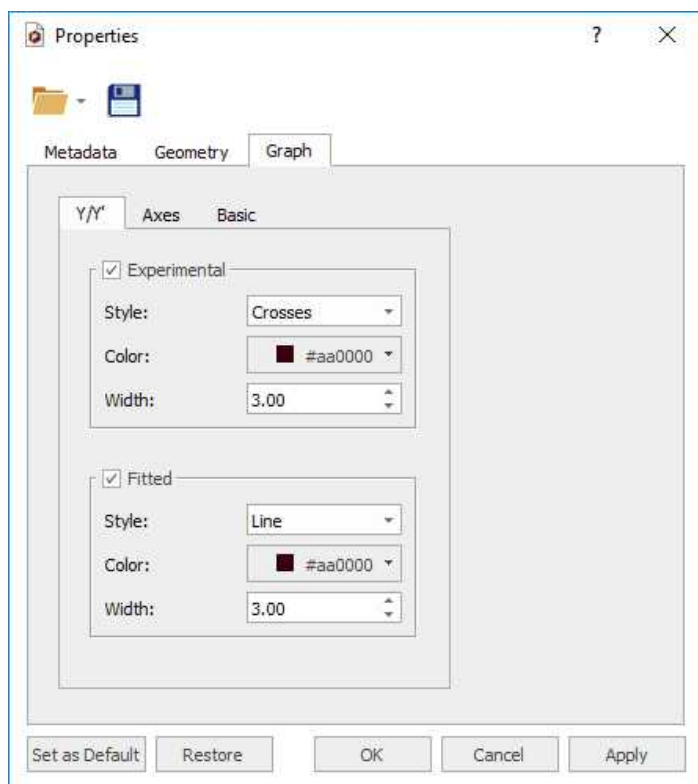 Properties ?
Metadata Geometry Graph
Y/Y' Axes Basic
Experimental
Style: Crosses
Color: #aa0000
Width: 3.00
Fitted
Style: Line
Color: #aa0000
Width: 3.00
Set as Default Restore OK Cancel Apply